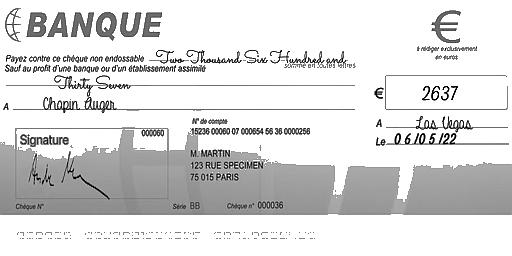 BANQUE
€
à rédiger exclusivement
en euros
Payez contre ce chèque non endossable Two Thousand Six Hundred and
Sauf au profit d'une banque ou d'un établissement assimilé
somme en toutes lettres
Thirty Seven
€ 2637
A Chapin Auger
A Las Vegas
Le 06/05/22
Signature
000060
N° de compte
15236 00060 07 000654 56 36 0000256
M. MARTIN
123 RUE SPECIMEN
75 015 PARIS
Chèque N°
Série BB
Chèque n° 000036